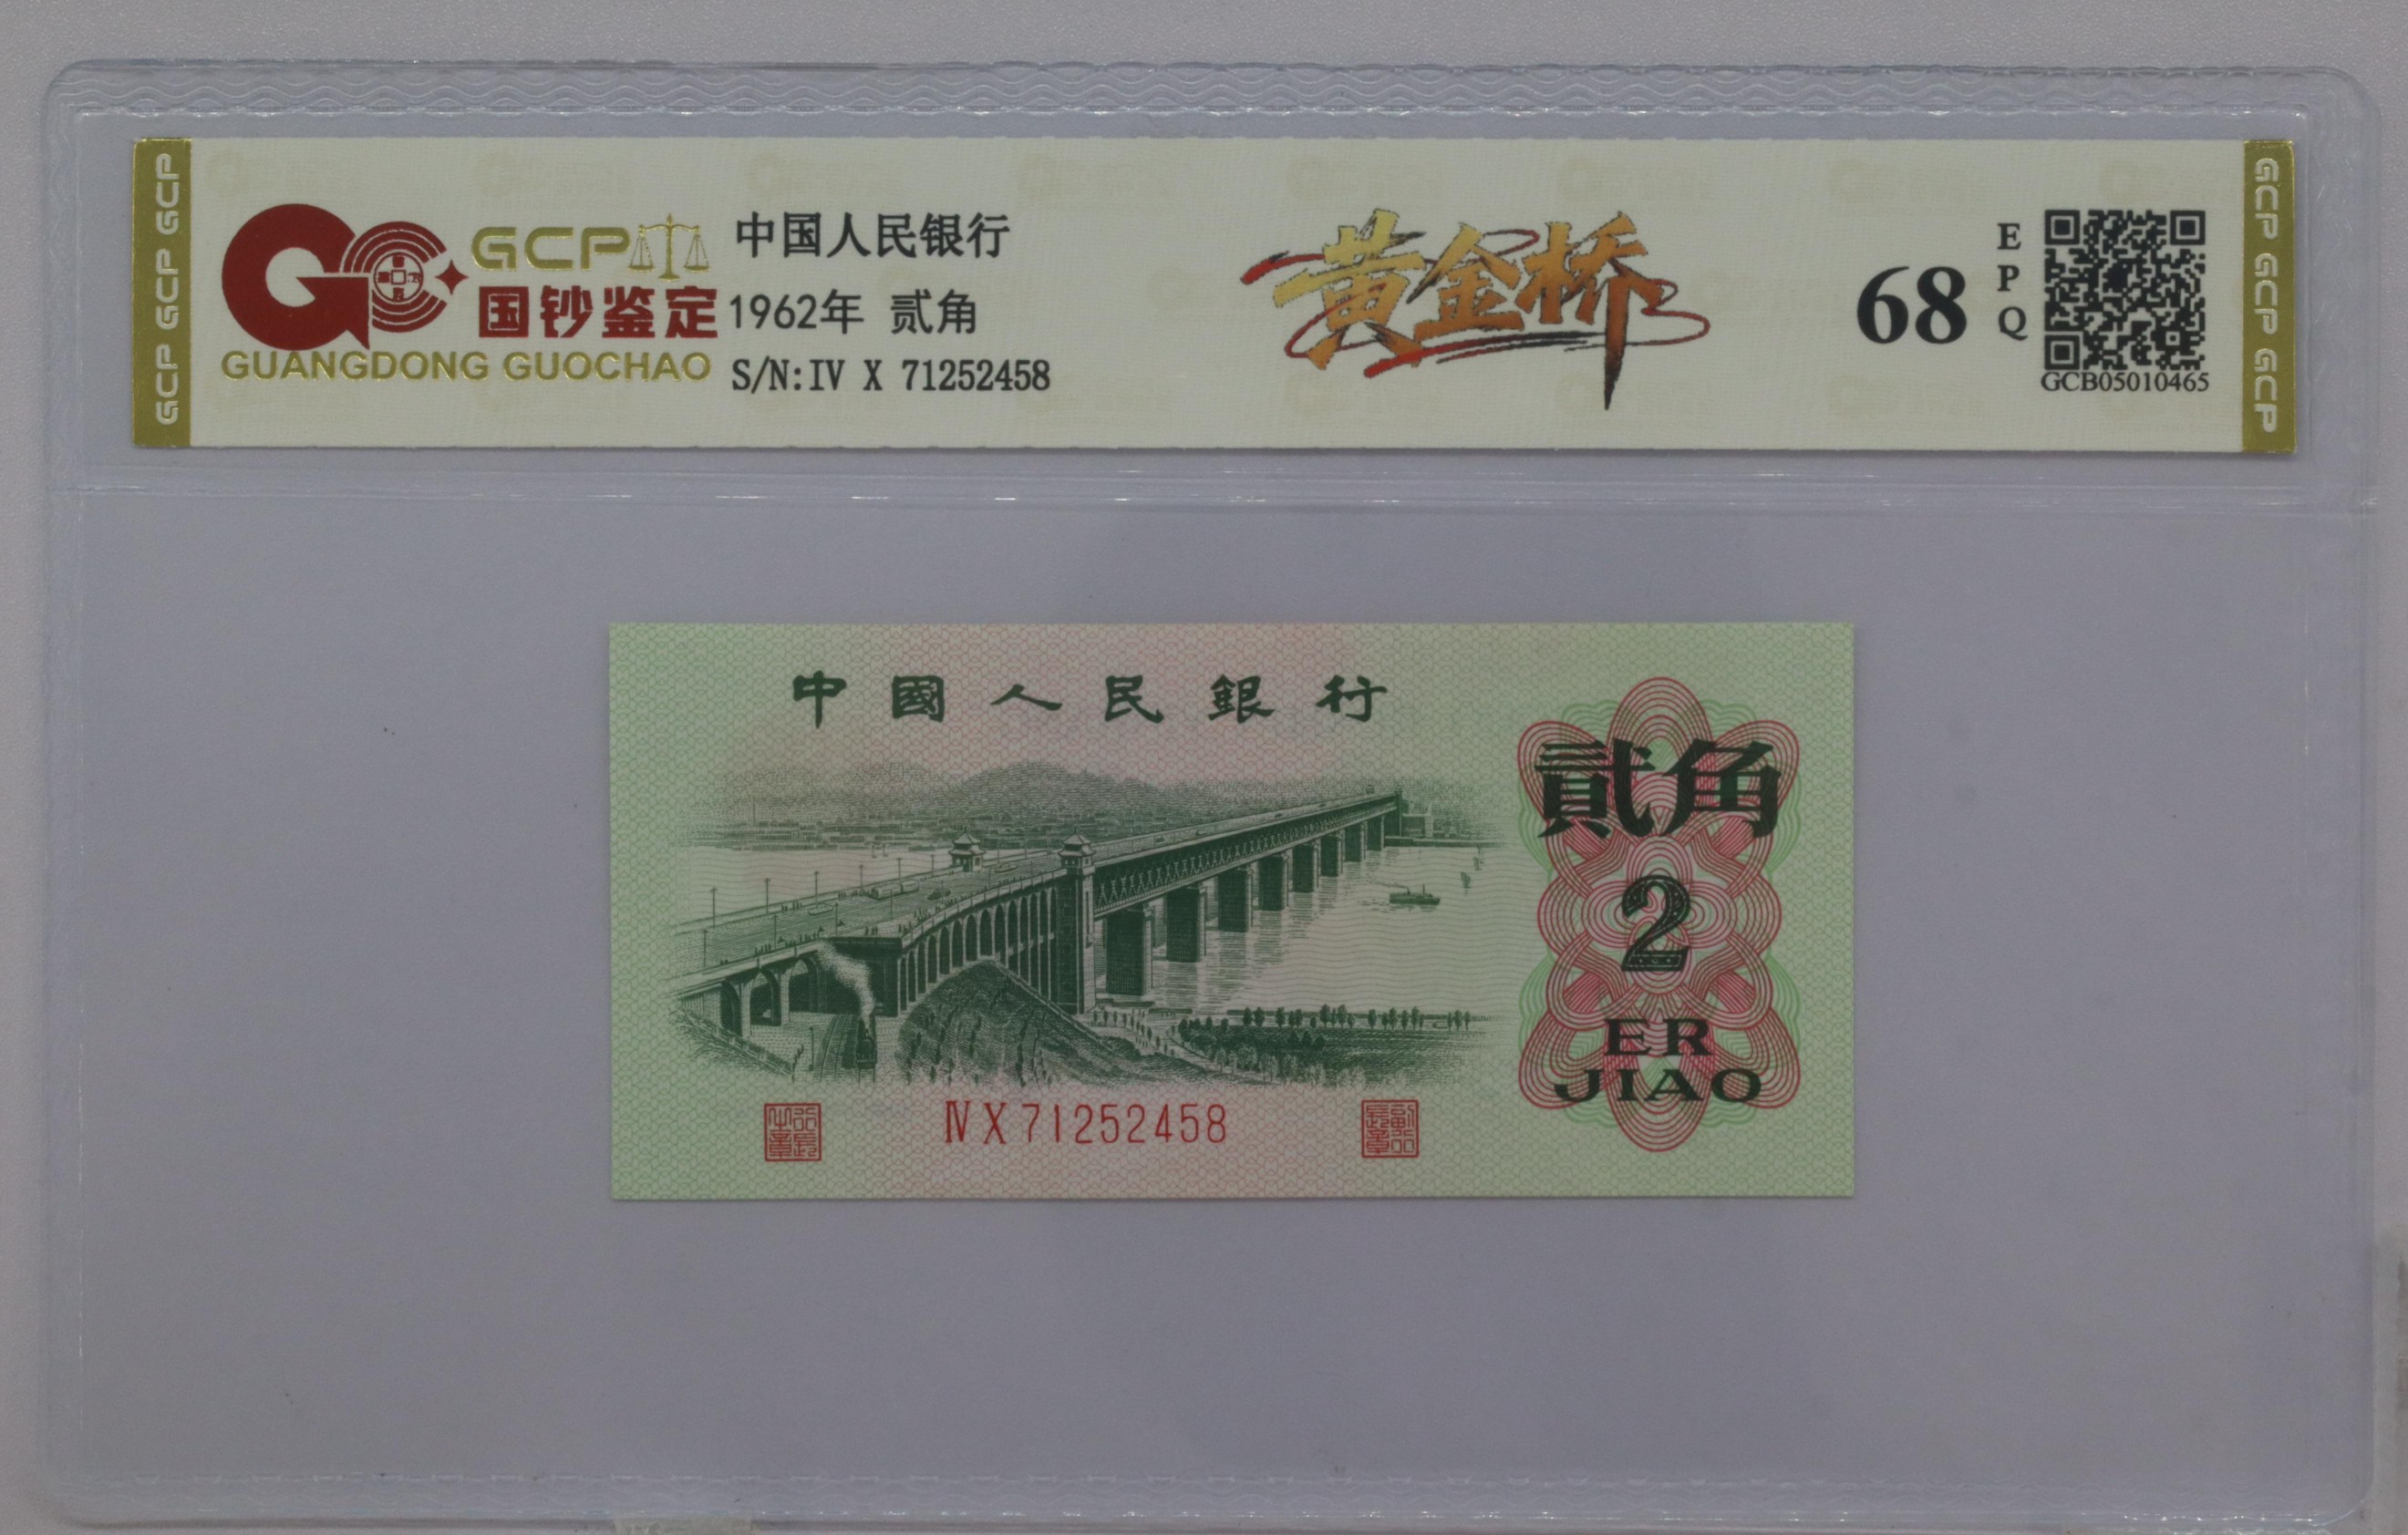 GCP GCP GCP
GCP
国钞鉴定
GUANGDONG GUOCHAO
中国人民银行
1962年 贰角
S/N:IV X 71252458
黄金桥
68
EPQ
GCB05010465
GCP GCP GCP
中國人民銀行
貳角
2
ER
JIAO
IV X 71252458